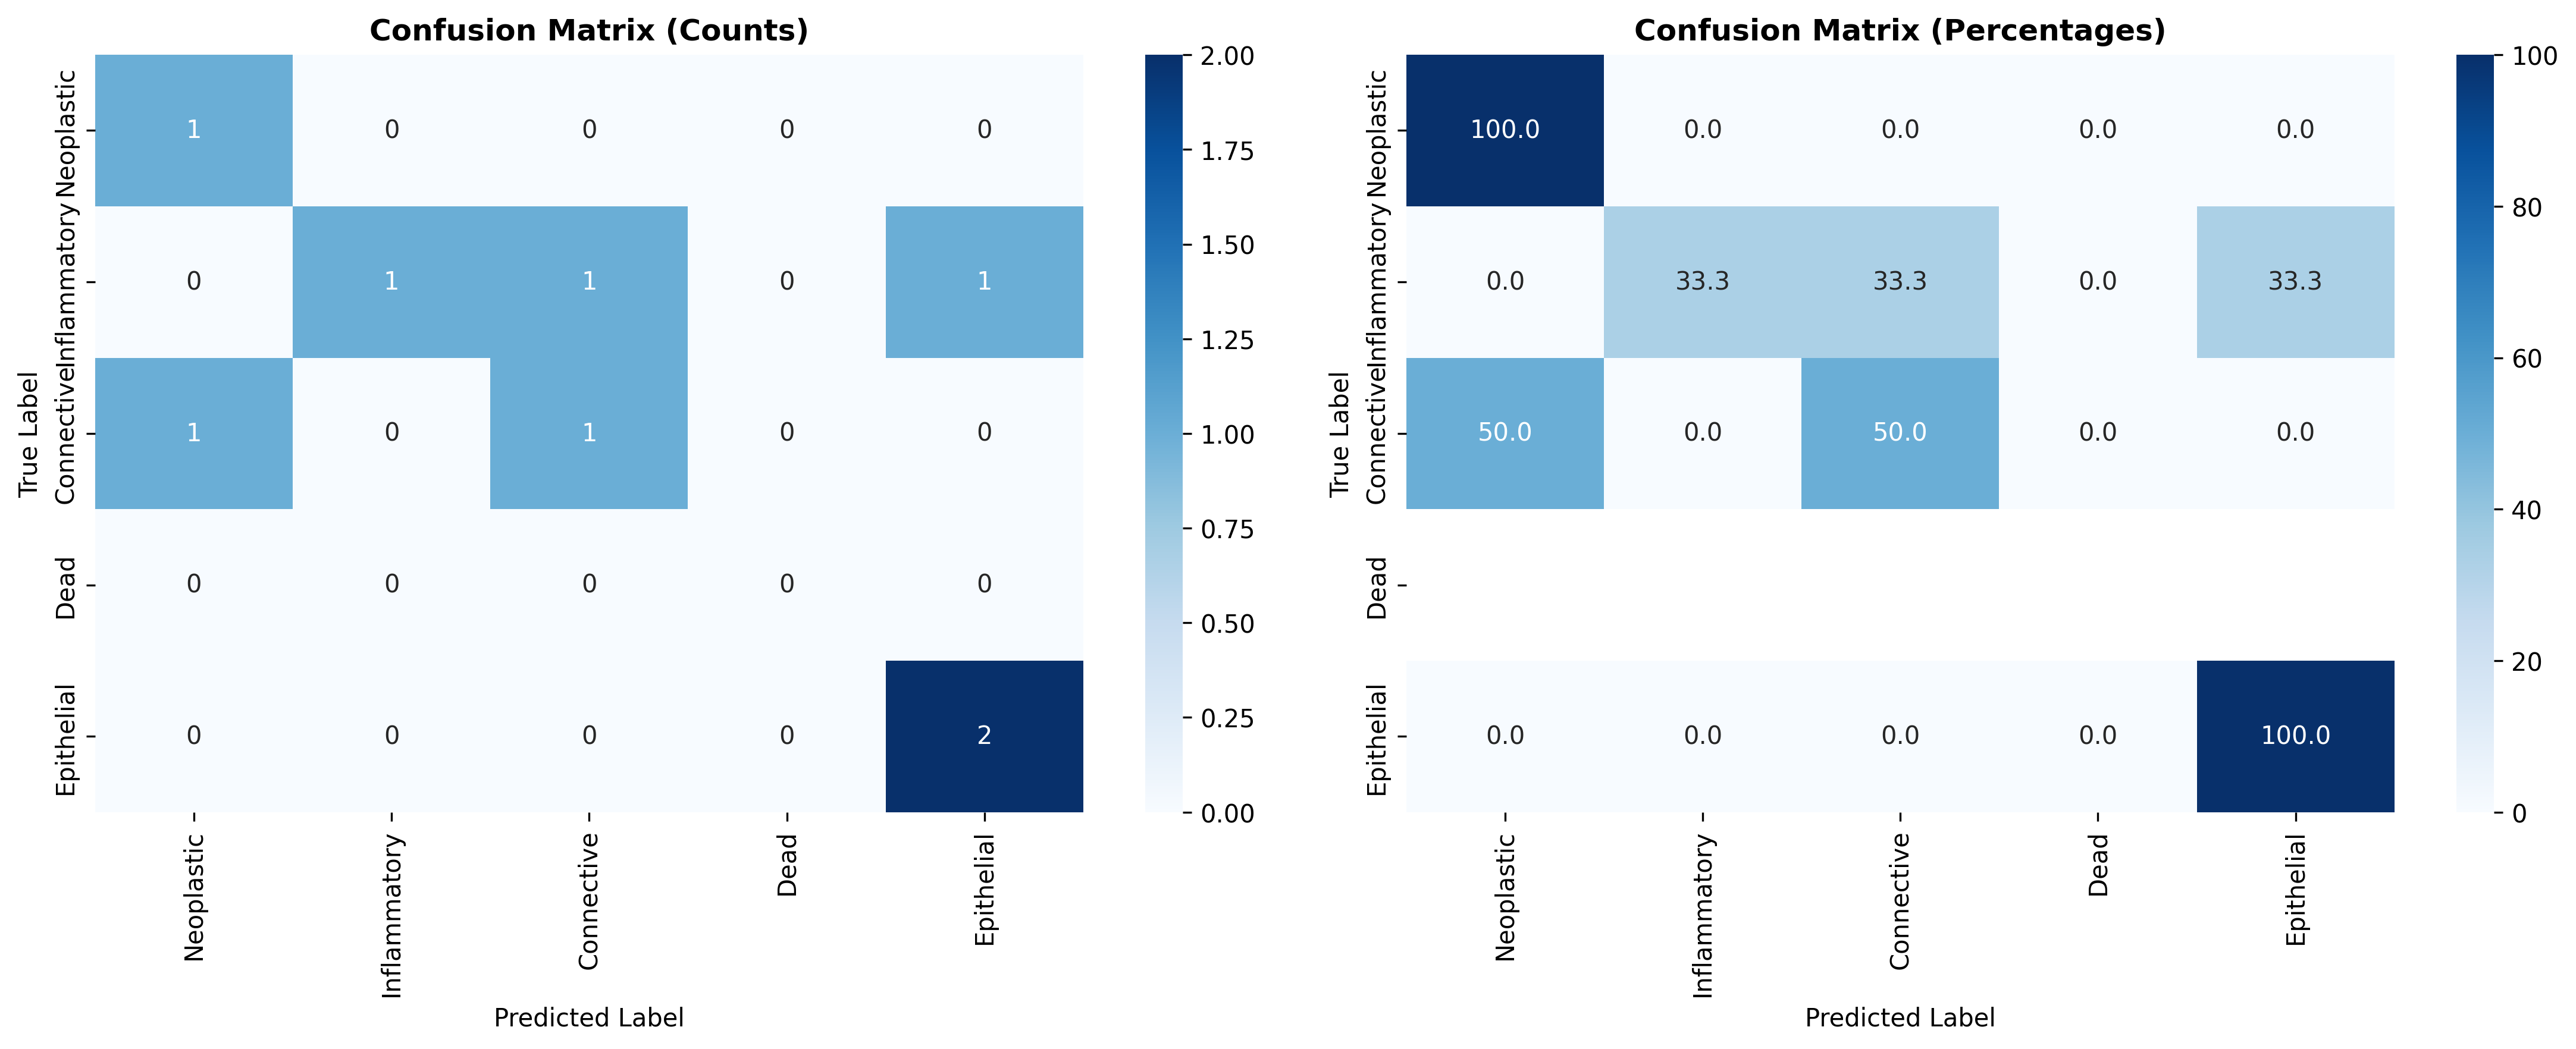 Confusion Matrix (Counts)
True Label
Neoplastic
Inflammatory
Connective
Dead
Epithelial
1 0 0 0 0
0 1 1 0 1
1 0 1 0 0
0 0 0 0 0
0 0 0 0 2
Neoplastic
Inflammatory
Connective
Dead
Epithelial
Predicted Label
2.00
1.75
1.50
1.25
1.00
0.75
0.50
0.25
0.00
Confusion Matrix (Percentages)
True Label
Neoplastic
Inflammatory
Connective
Dead
Epithelial
100.0 0.0 0.0 0.0 0.0
0.0 33.3 33.3 0.0 33.3
50.0 0.0 50.0 0.0 0.0
0.0 0.0 0.0 0.0 100.0
Neoplastic
Inflammatory
Connective
Dead
Epithelial
Predicted Label
100
80
60
40
20
0